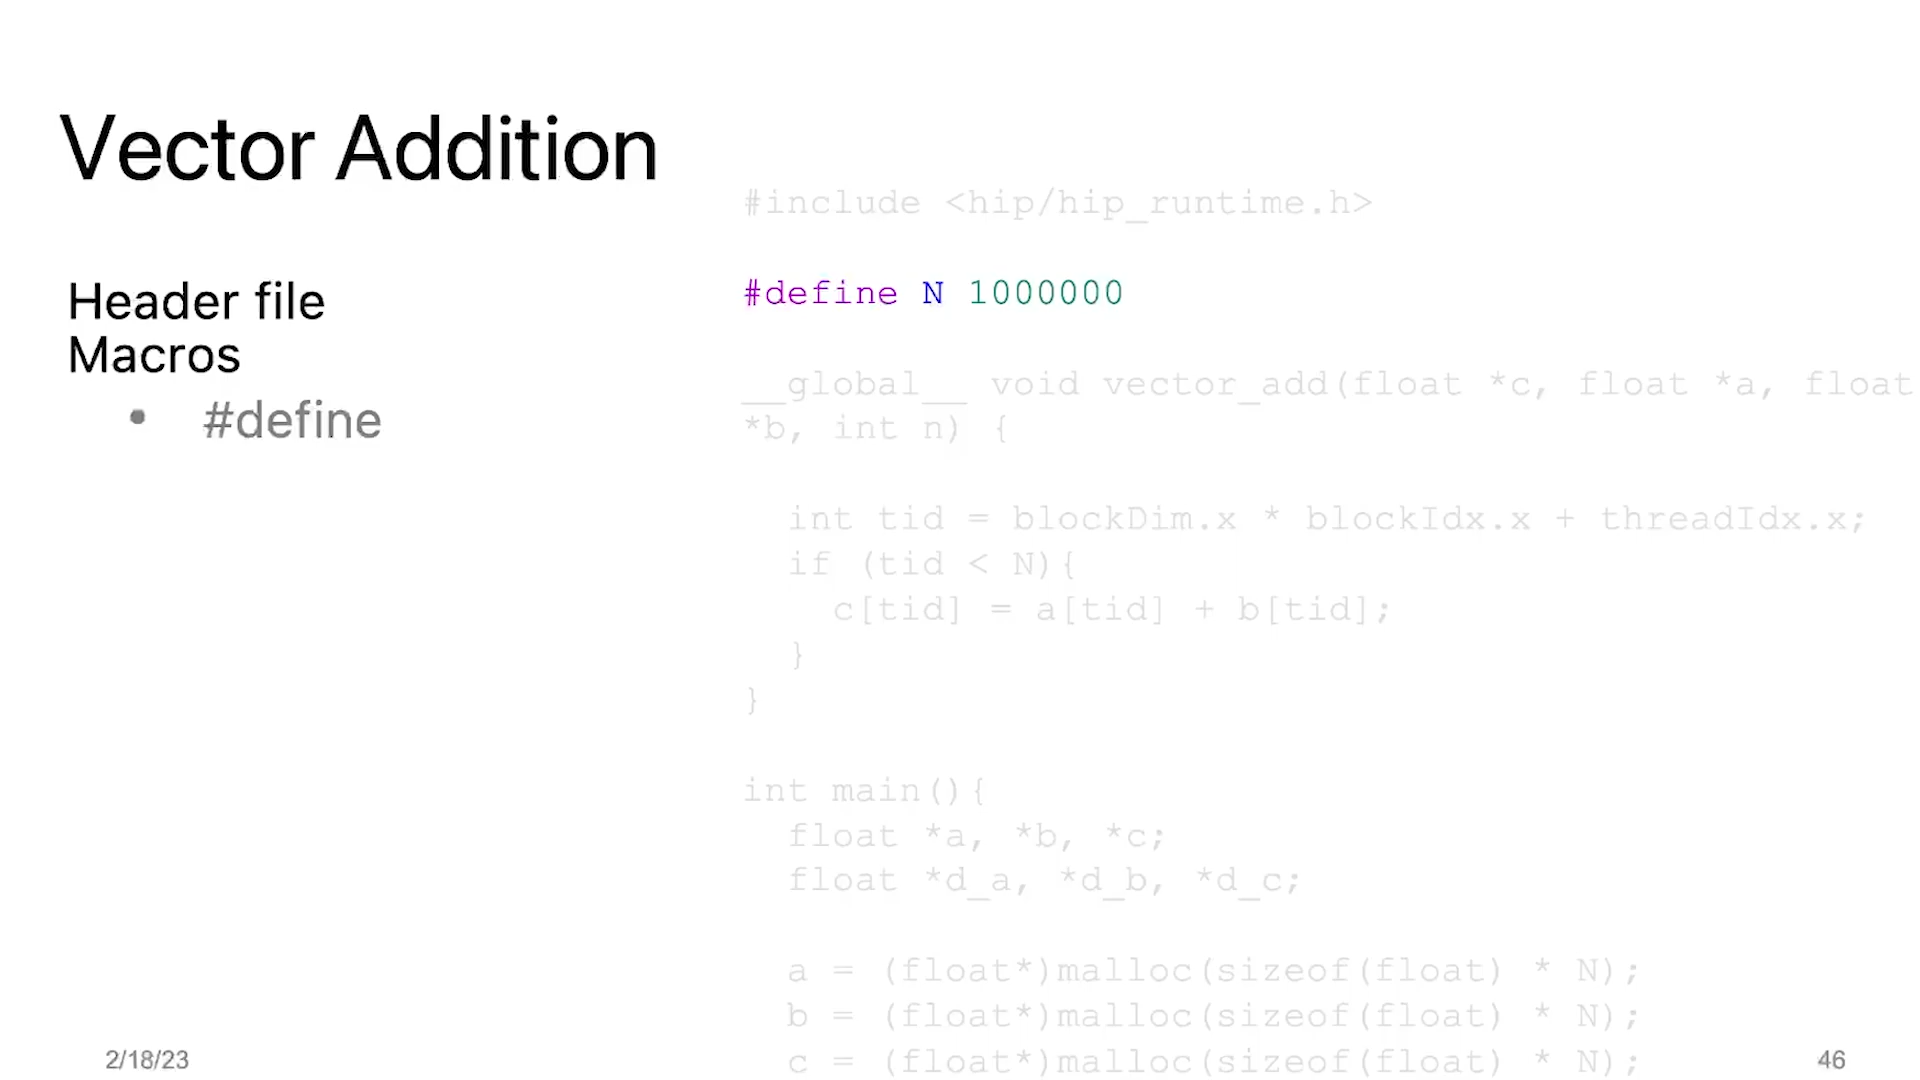 Vector Addition
Header file
Macros
• #define
#include <hip/hip_runtime.h>
#define N 1000000
__global__ void vector_add(float *c, float *a, float
*b, int n) {
int tid = blockDim.x * blockIdx.x + threadIdx.x;
if (tid < N){
c[tid] = a[tid] + b[tid];
}
}
int main(){
float *a, *b, *c;
float *d_a, *d_b, *d_c;
a = (float*)malloc(sizeof(float) * N);
b = (float*)malloc(sizeof(float) * N);
c = (float*)malloc(sizeof(float) * N);
2/18/23
46